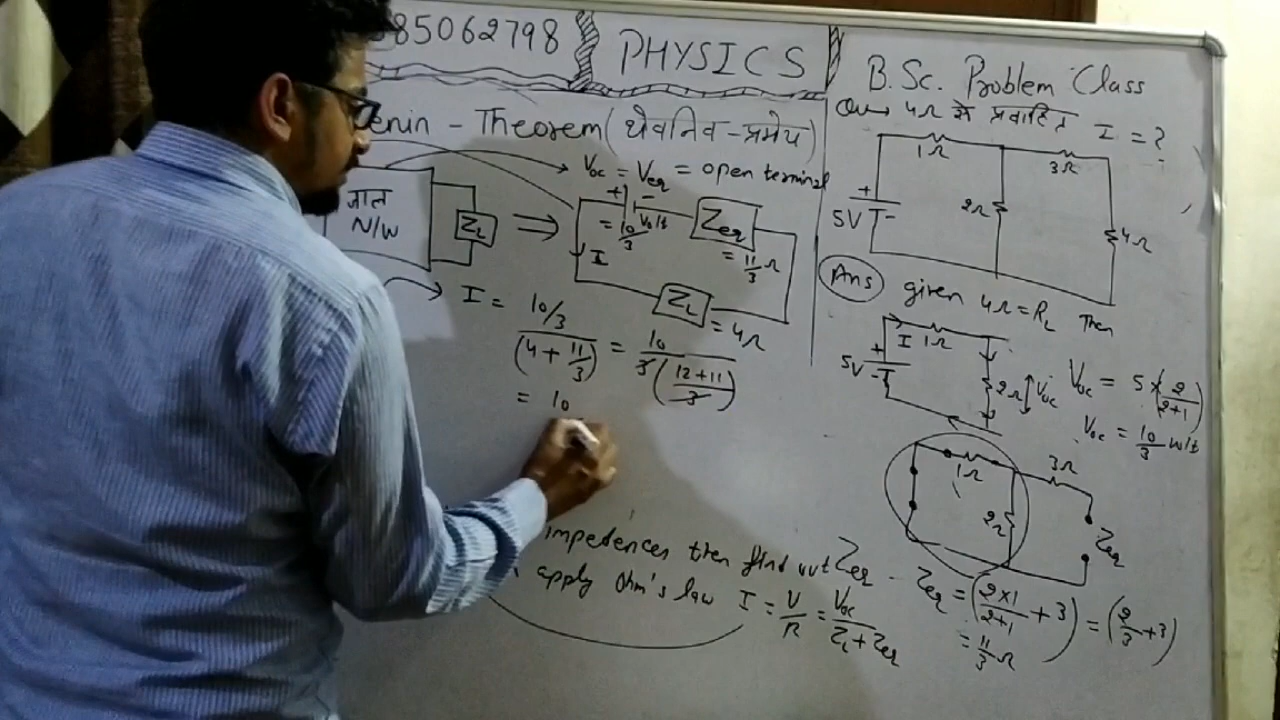 85062798
PHYSICS
B.Sc. Problem Class
enin - Theorem (थेवनिन-प्रमेय)
Voc = Veq = open terminal
ज्ञात
N/W
ZL
⇒
+ -
= 10/3 Volt
Zeq
= 11/3 Ω
I
ZL
= 4Ω
I = (10/3)/(4 + 11/3) = 10/3((12+11)/3)
= 10
impedences then find out Zeq -
apply Ohm's law I = V/R = Voc/(ZL + Zeq)
Que → 4Ω से प्रवाहित I = ?
1Ω
3Ω
+
5V
-
2Ω
4Ω
Ans given 4Ω = RL Then
I
1Ω
+
5V
-
2Ω
Voc
Voc = 5×(2/(2+1))
Voc = 10/3 volt
1Ω
3Ω
2Ω
Zeq
Zeq = ((2×1)/(2+1) + 3) = (2/3 + 3)
= 11/3 Ω